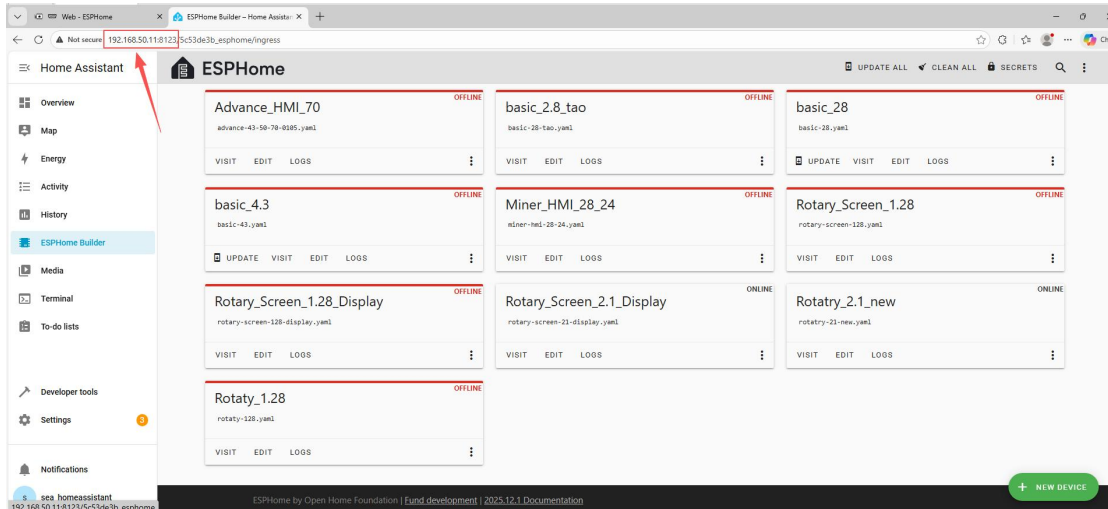 Web - ESPHome
ESPHome Builder – Home Assistan
Not secure
192.168.50.11:8123/5c53de3b_esphome/ingress
Home Assistant
ESPHome
UPDATE ALL
CLEAN ALL
SECRETS
Overview
Map
Energy
Activity
History
ESPHome Builder
Media
Terminal
To-do lists
Developer tools
Settings
3
Notifications
s
sea_homeassistant
192.168.50.11:8123/5c53de3b_esphome
OFFLINE
Advance_HMI_70
advance-43-50-70-0105.yaml
VISIT EDIT LOGS
OFFLINE
basic_2.8_tao
basic-28-tao.yaml
VISIT EDIT LOGS
OFFLINE
basic_28
basic-28.yaml
UPDATE VISIT EDIT LOGS
OFFLINE
basic_4.3
basic-43.yaml
UPDATE VISIT EDIT LOGS
OFFLINE
Miner_HMI_28_24
miner-hmi-28-24.yaml
VISIT EDIT LOGS
OFFLINE
Rotary_Screen_1.28
rotary-screen-128.yaml
VISIT EDIT LOGS
OFFLINE
Rotary_Screen_1.28_Display
rotary-screen-128-display.yaml
VISIT EDIT LOGS
ONLINE
Rotary_Screen_2.1_Display
rotary-screen-21-display.yaml
VISIT EDIT LOGS
ONLINE
Rotatry_2.1_new
rotatry-21-new.yaml
VISIT EDIT LOGS
OFFLINE
Rotaty_1.28
rotaty-128.yaml
VISIT EDIT LOGS
NEW DEVICE
ESPHome by Open Home Foundation | Fund development | 2025.12.1 Documentation